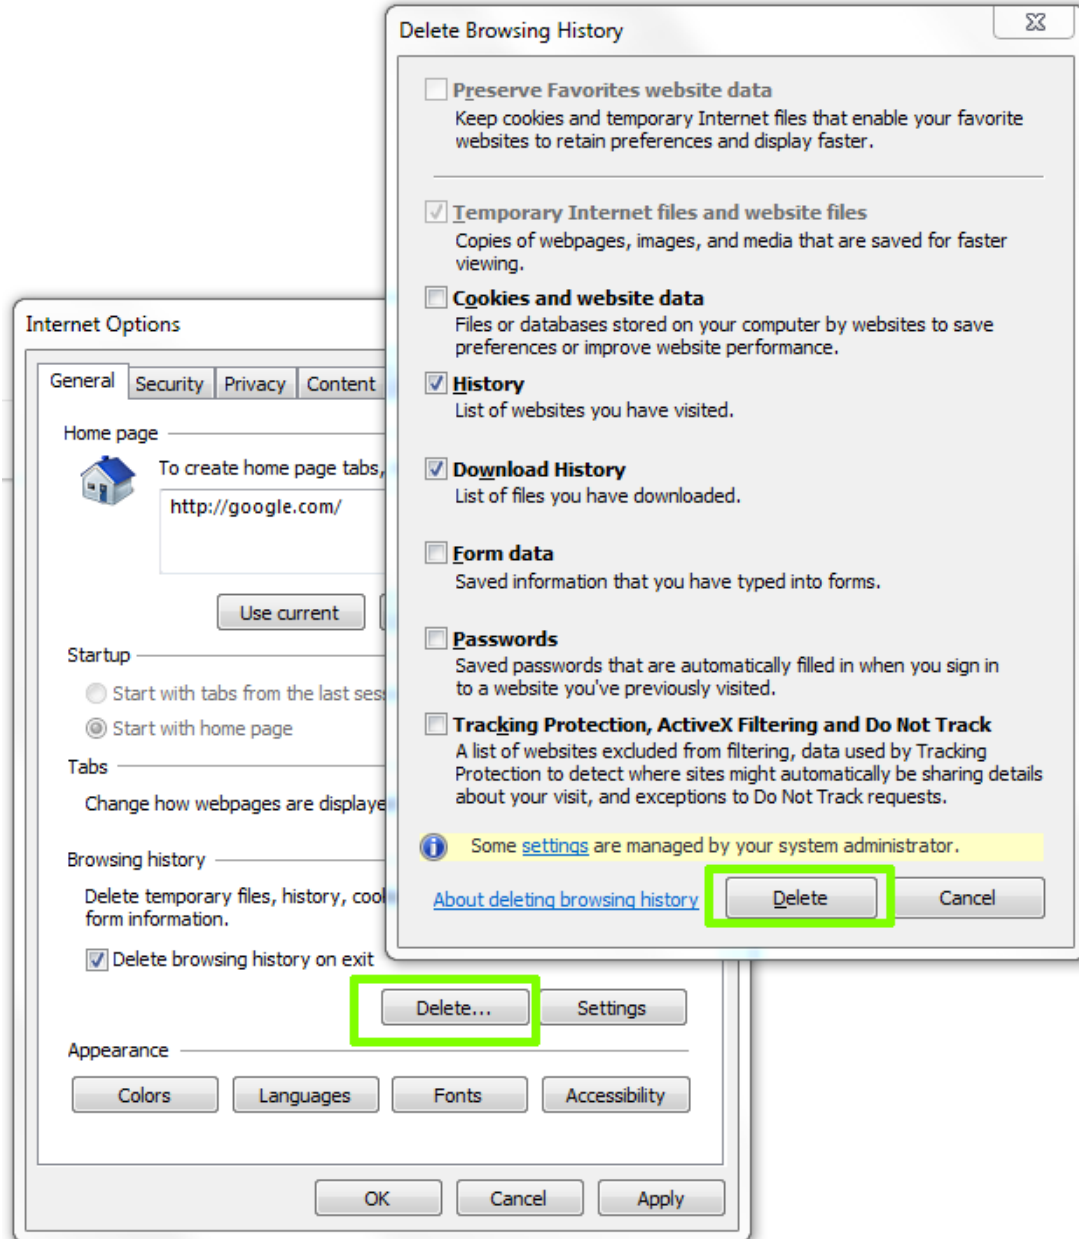 Delete Browsing History
Preserve Favorites website data
Keep cookies and temporary Internet files that enable your favorite
websites to retain preferences and display faster.
Temporary Internet files and website files
Copies of webpages, images, and media that are saved for faster
viewing.
Cookies and website data
Files or databases stored on your computer by websites to save
preferences or improve website performance.
History
List of websites you have visited.
Download History
List of files you have downloaded.
Form data
Saved information that you have typed into forms.
Passwords
Saved passwords that are automatically filled in when you sign in
to a website you've previously visited.
Tracking Protection, ActiveX Filtering and Do Not Track
A list of websites excluded from filtering, data used by Tracking
Protection to detect where sites might automatically be sharing details
about your visit, and exceptions to Do Not Track requests.
Some settings are managed by your system administrator.
About deleting browsing history
Delete
Cancel
Internet Options
General Security Privacy Content
Home page
To create home page tabs,
http://google.com/
Use current
Startup
Start with tabs from the last ses
Start with home page
Tabs
Change how webpages are displaye
Browsing history
Delete temporary files, history, cook
form information.
Delete browsing history on exit
Delete... Settings
Appearance
Colors Languages Fonts Accessibility
OK Cancel Apply